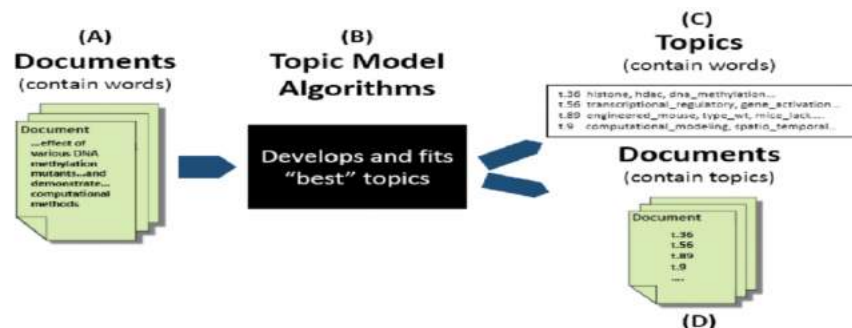 (A)
Documents
(contain words)
Document
...effect of
various DNA
methylation
mutants...and
demonstrate...
computational
methods
(B)
Topic Model
Algorithms
Develops and fits
"best" topics
(C)
Topics
(contain words)
t.36 histone, hdac, dna_methylation...
t.56 transcriptional_regulatory, gene_activation...
t.89 engineered_mouse, type_wt, mice_lack....
t.9 computational_modeling, spatio_temporal...
Documents
(contain topics)
Document
t.36
t.56
t.89
t.9
....
(D)